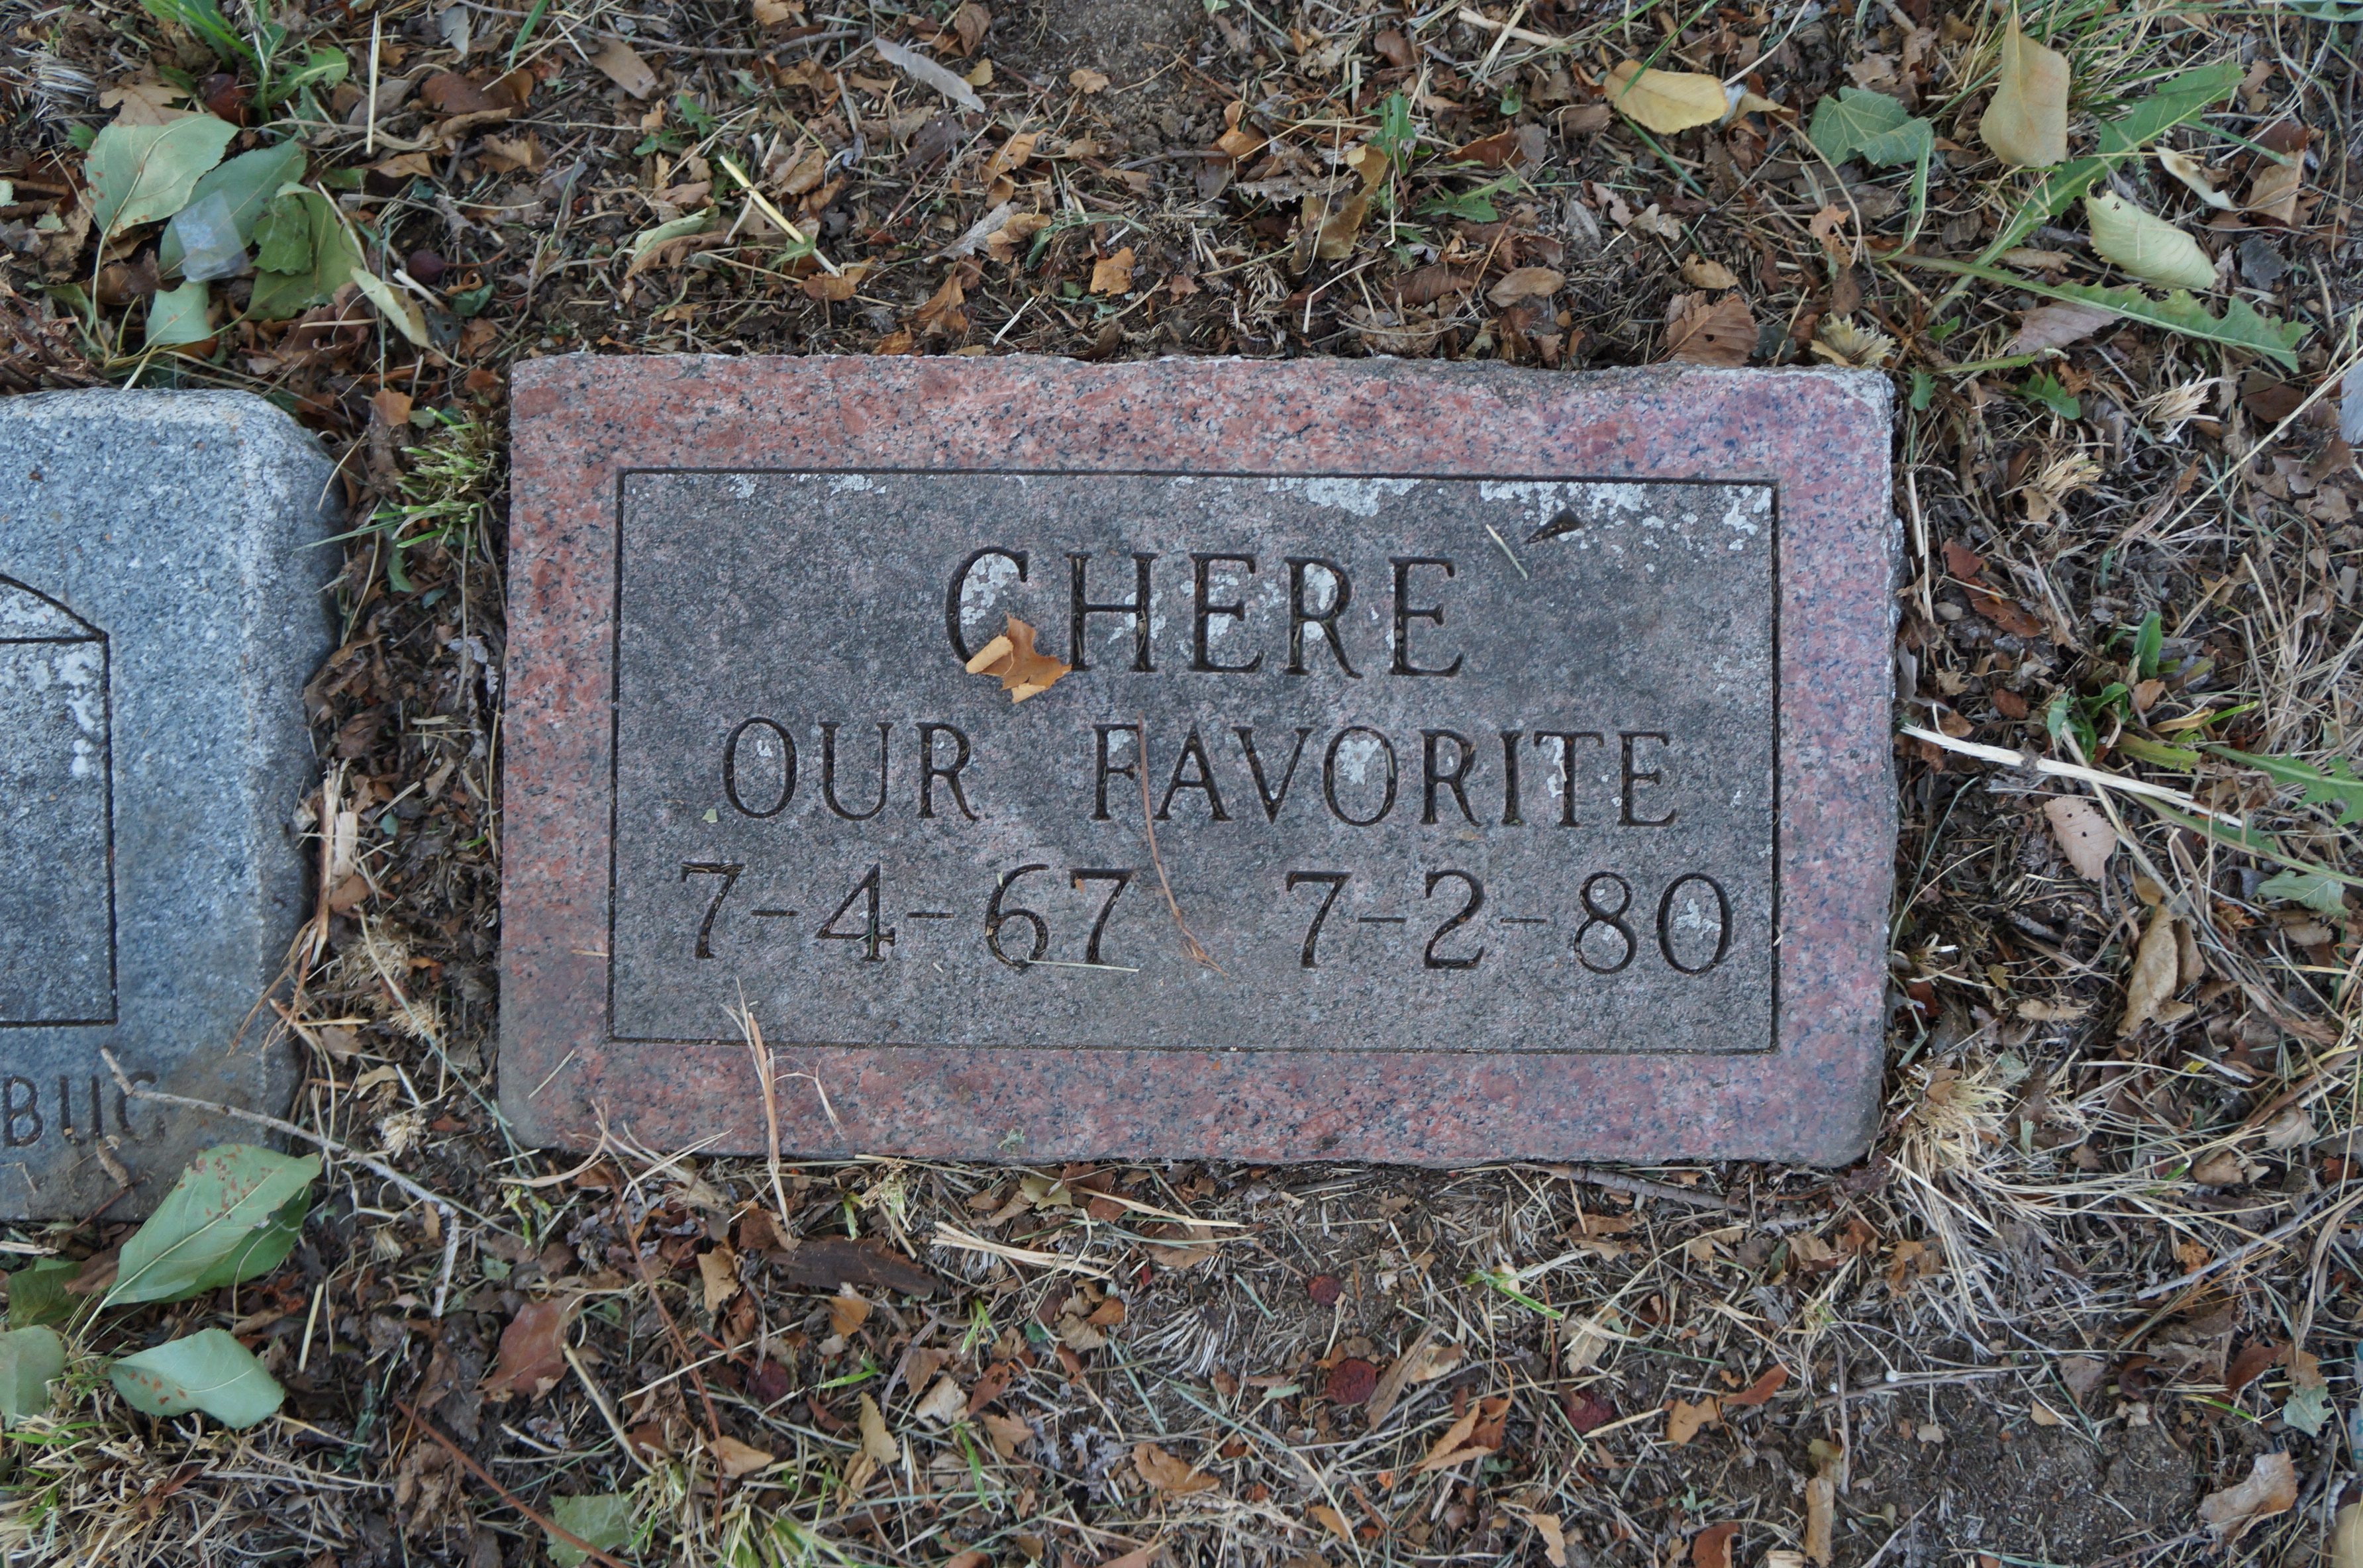 CHERE´
OUR FAVORITE
7-4-67 7-2-80